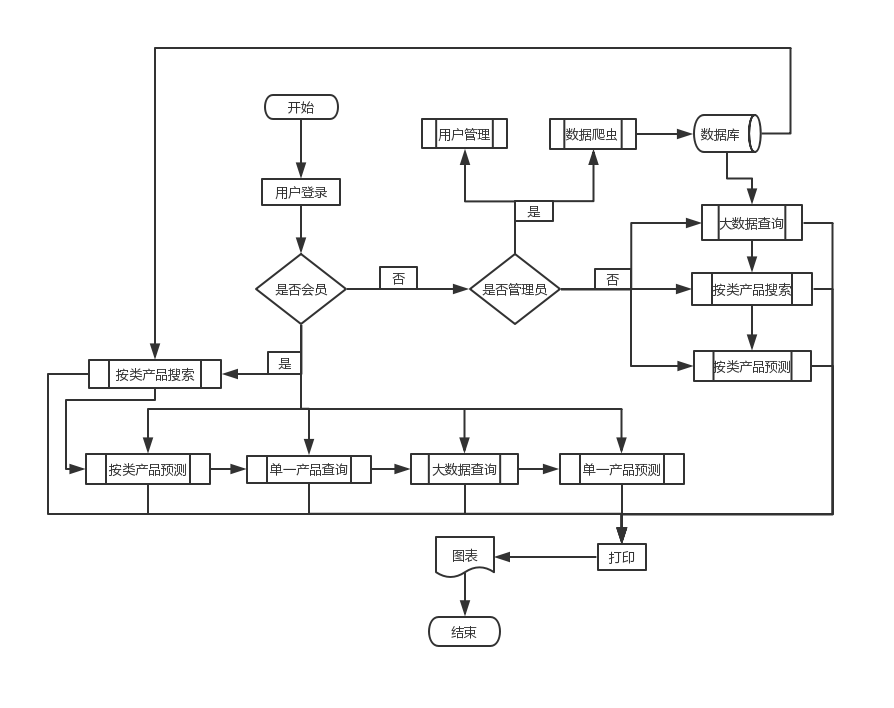 开始
用户管理
数据爬虫
数据库
用户登录
是
大数据查询
否
否
是否会员
是否管理员
按类产品搜索
是
按类产品搜索
按类产品预测
按类产品预测
单一产品查询
大数据查询
单一产品预测
图表
打印
结束